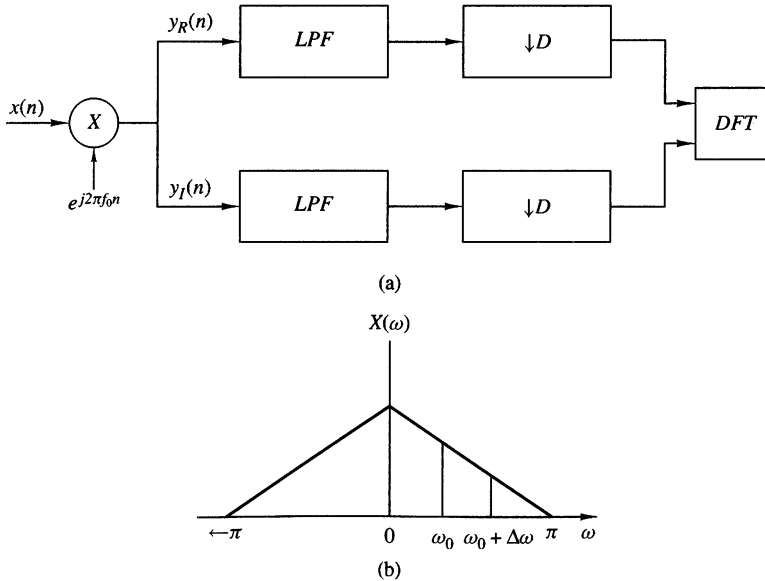 y_R(n)
LPF
↓D
x(n)
X
DFT
e^{j2πf_0n}
y_I(n)
LPF
↓D
(a)
X(ω)
←−π
0
ω_0
ω_0 + Δω
π
ω
(b)